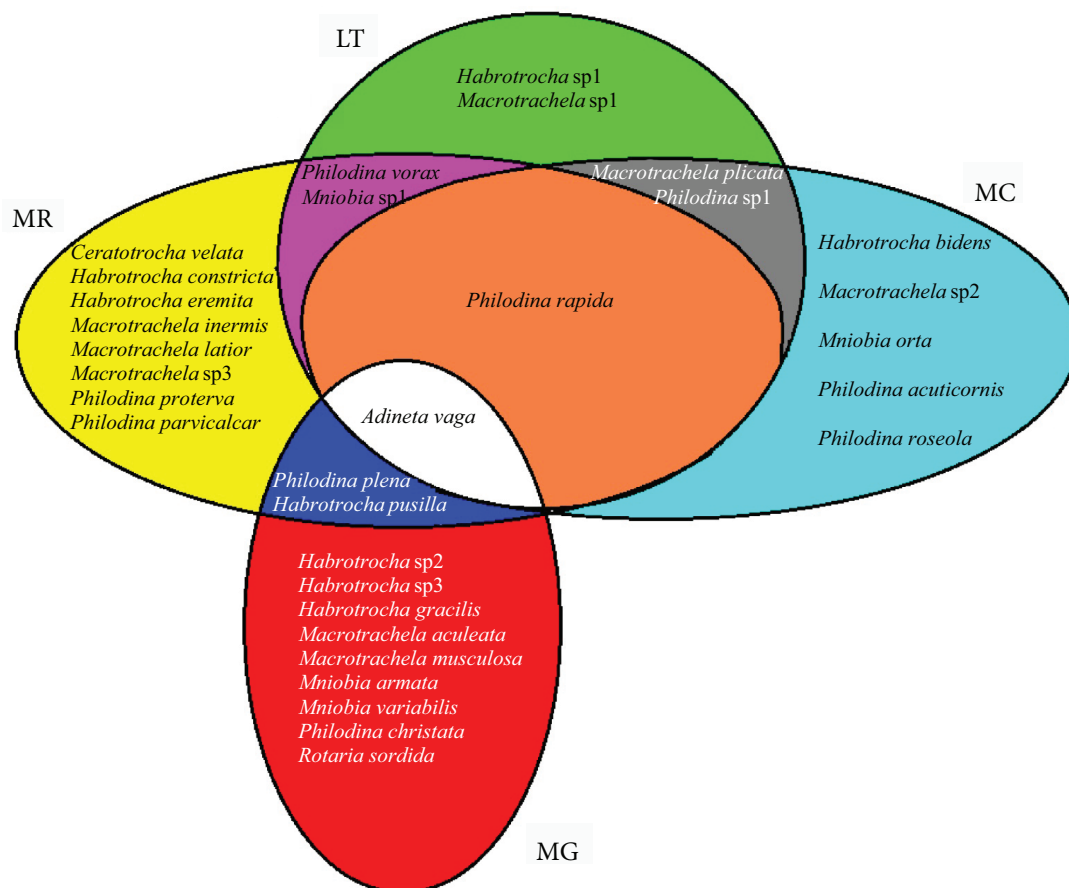 LT
Habrotrocha sp1
Macrotrachela sp1
Philodina vorax
Mniobia sp1
Macrotrachela plicata
Philodina sp1
MC
MR
Ceratotrocha velata
Habrotrocha constricta
Habrotrocha eremita
Macrotrachela inermis
Macrotrachela latior
Macrotrachela sp3
Philodina proterva
Philodina parvicalcar
Philodina rapida
Habrotrocha bidens
Macrotrachela sp2
Mniobia orta
Philodina acuticornis
Philodina roseola
Adineta vaga
Philodina plena
Habrotrocha pusilla
Habrotrocha sp2
Habrotrocha sp3
Habrotrocha gracilis
Macrotrachela aculeata
Macrotrachela musculosa
Mniobia armata
Mniobia variabilis
Philodina christata
Rotaria sordida
MG